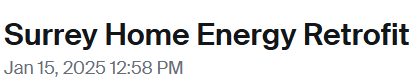 Surrey Home Energy Retrofit
Jan 15, 2025 12:58 PM